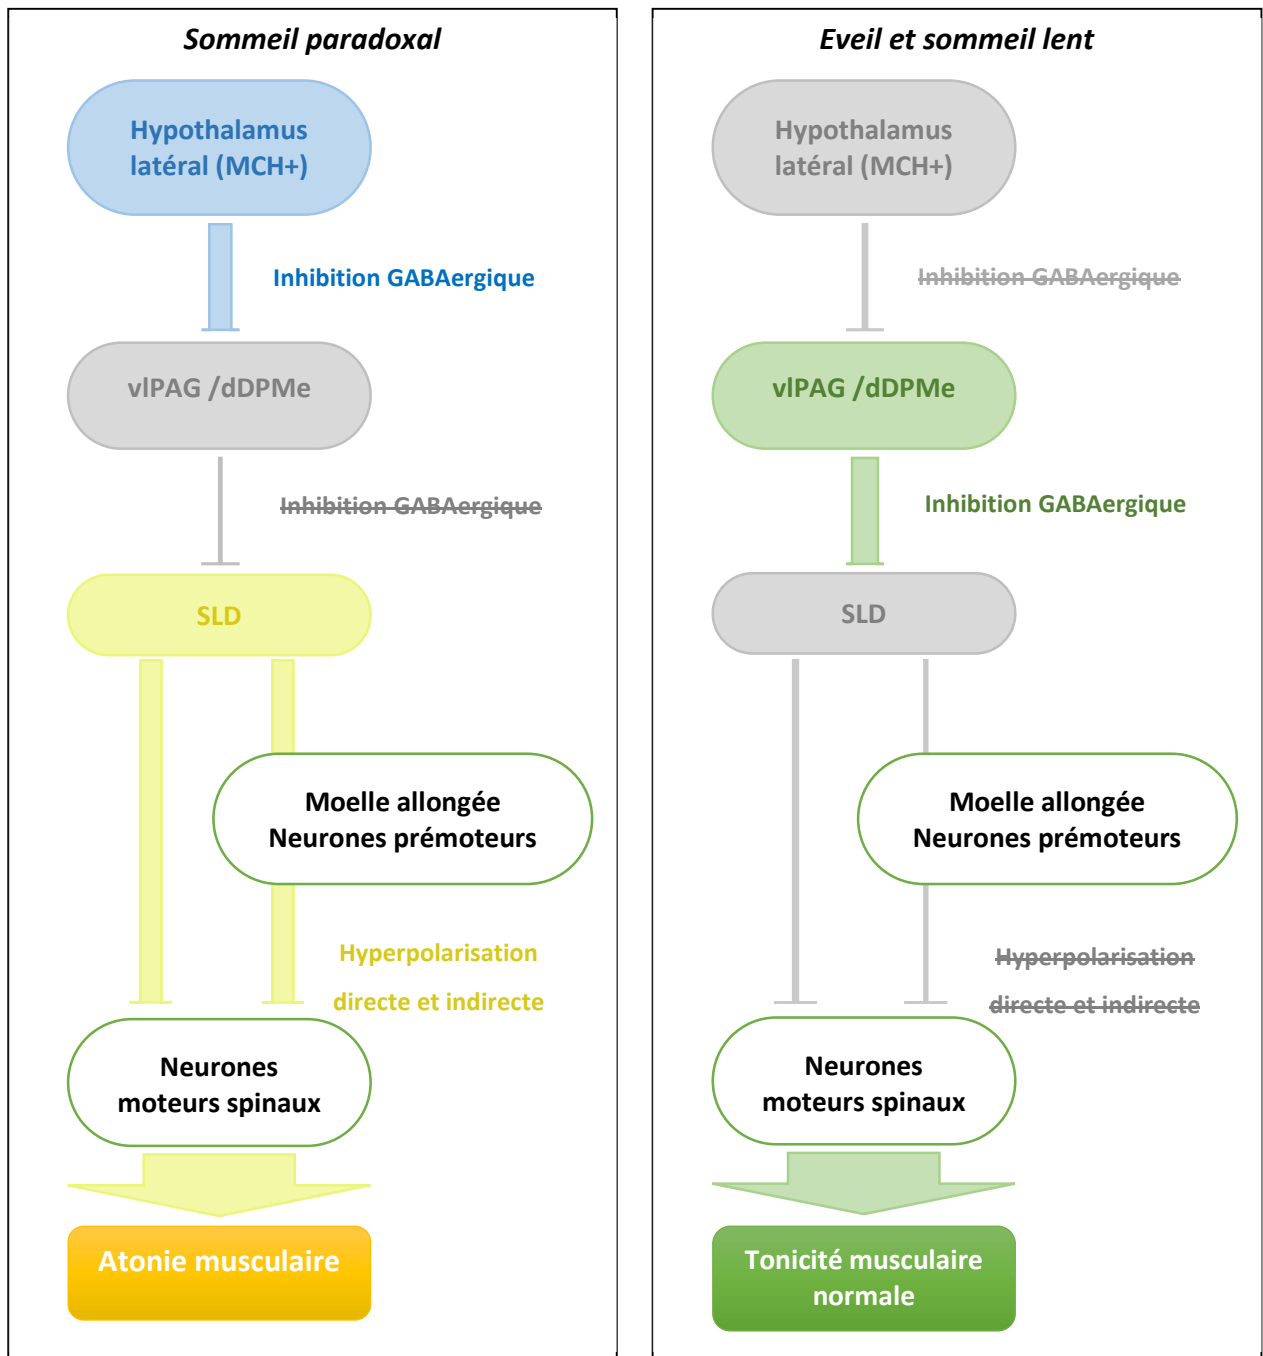 Sommeil paradoxal
Hypothalamus
latéral (MCH+)
Inhibition GABAergique
vlPAG /dDPMe
Inhibition GABAergique
SLD
Moelle allongée
Neurones prémoteurs
Hyperpolarisation
directe et indirecte
Neurones
moteurs spinaux
Atonie musculaire
Eveil et sommeil lent
Hypothalamus
latéral (MCH+)
Inhibition GABAergique
vlPAG /dDPMe
Inhibition GABAergique
SLD
Moelle allongée
Neurones prémoteurs
Hyperpolarisation
directe et indirecte
Neurones
moteurs spinaux
Tonicité musculaire
normale